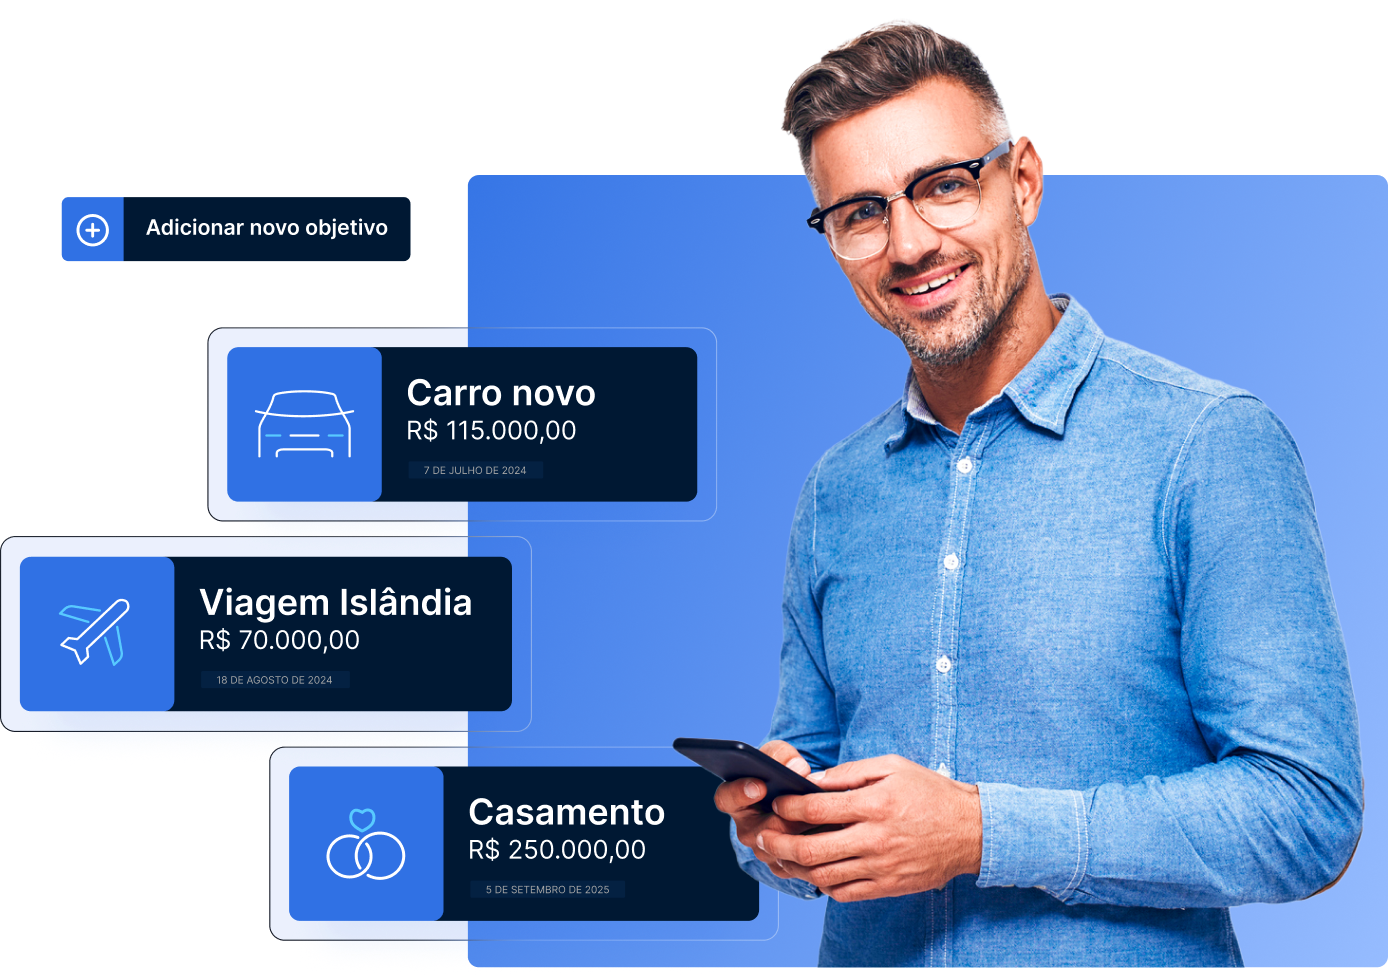 Adicionar novo objetivo
Carro novo
R$ 115.000,00
7 DE JULHO DE 2024
Viagem Islândia
R$ 70.000,00
18 DE AGOSTO DE 2024
Casamento
R$ 250.000,00
5 DE SETEMBRO DE 2025